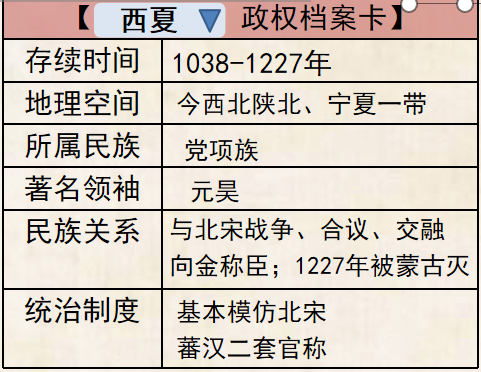 【 西夏 政权档案卡】
存续时间 1038-1227年
地理空间 今西北陕北、宁夏一带
所属民族 党项族
著名领袖 元昊
民族关系 与北宋战争、合议、交融
向金称臣；1227年被蒙古灭
统治制度 基本模仿北宋
蕃汉二套官称